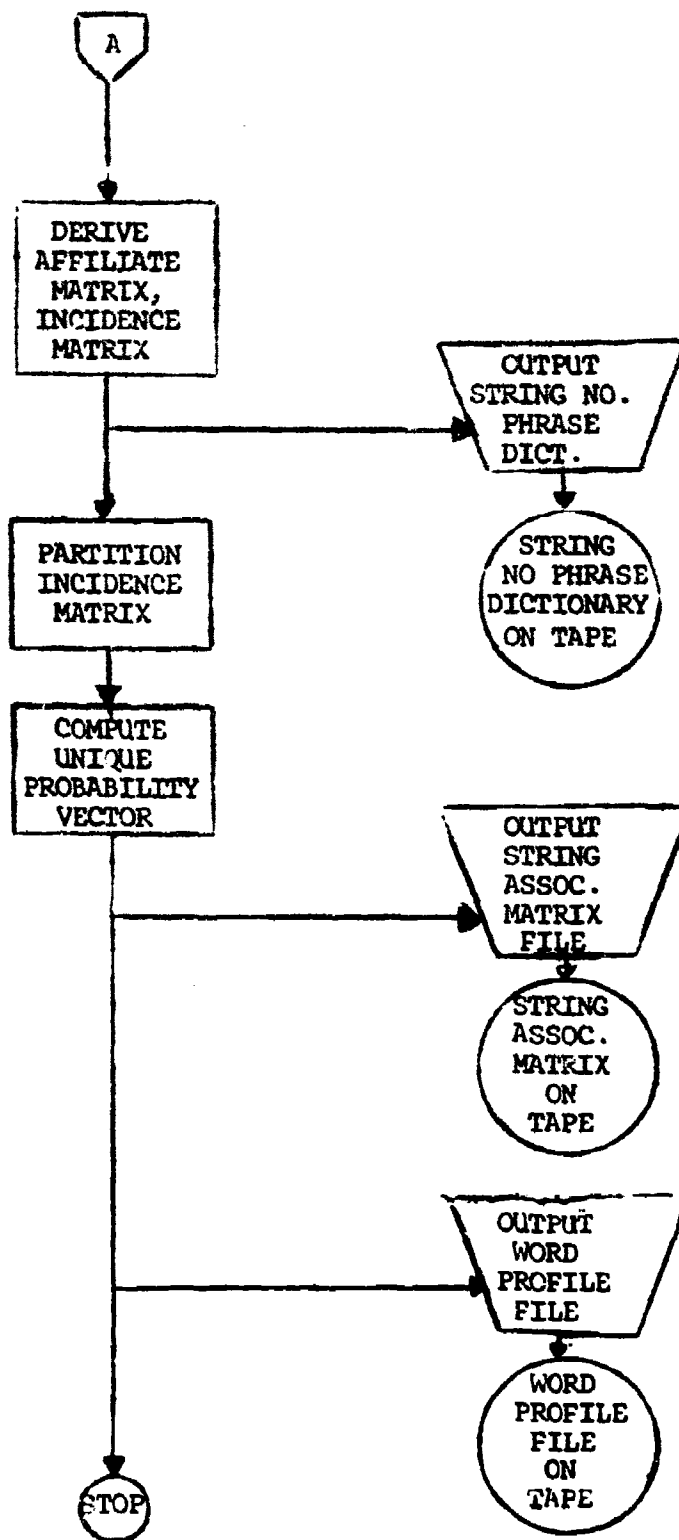 A
DERIVE
AFFILIATE
MATRIX,
INCIDENCE
MATRIX
OUTPUT
STRING NO.
PHRASE
DICT.
STRING
NO PHRASE
DICTIONARY
ON TAPE
PARTITION
INCIDENCE
MATRIX
COMPUTE
UNIQUE
PROBABILITY
VECTOR
OUTPUT
STRING
ASSOC.
MATRIX
FILE
STRING
ASSOC.
MATRIX
ON
TAPE
OUTPUT
WORD
PROFILE
FILE
WORD
PROFILE
FILE
ON
TAPE
STOP